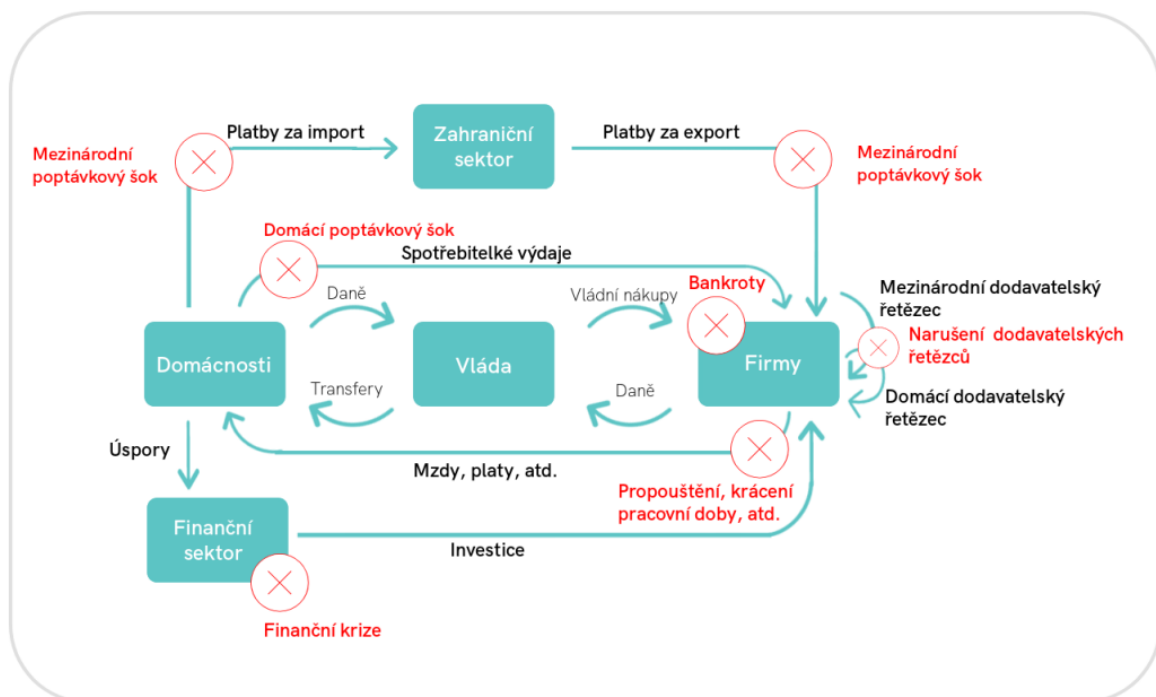 Platby za import
Zahraniční
sektor
Platby za export
Mezinárodní
poptávkový šok
Mezinárodní
poptávkový šok
Domácí poptávkový šok
Spotřebitelké výdaje
Daně
Vládní nákupy
Bankroty
Mezinárodní dodavatelský
řetězec
Narušení dodavatelských
řetězců
Domácí dodavatelský
řetězec
Domácnosti
Vláda
Firmy
Transfery
Daně
Úspory
Mzdy, platy, atd.
Propouštění, krácení
pracovní doby, atd.
Finanční
sektor
Investice
Finanční krize